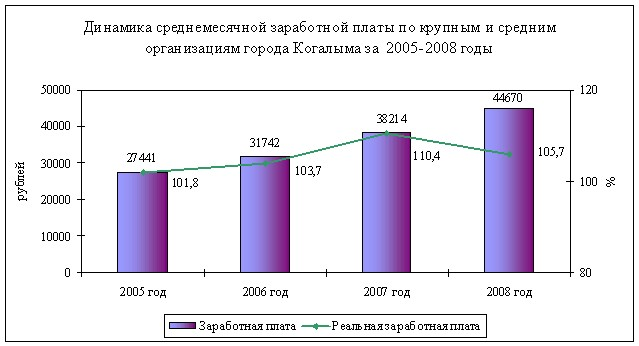 Динамика среднемесячной заработной платы по крупным и средним
организациям города Когалыма за 2005-2008 годы
50000
40000
30000
20000
10000
0
рублей
27441
31742
38214
44670
101,8
103,7
110,4
105,7
120
100
80
%
2005 год
2006 год
2007 год
2008 год
Заработная плата
Реальная заработная плата